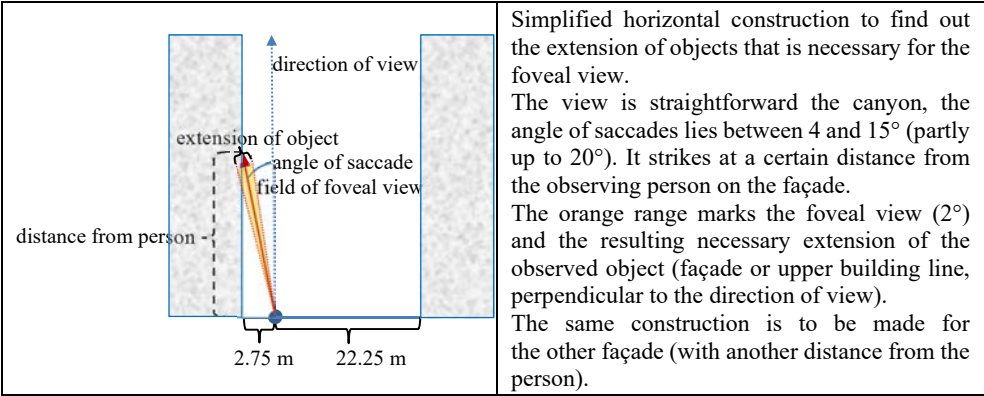 direction of view
extension of object
angle of saccade
field of foveal view
distance from person
2.75 m
22.25 m
Simplified horizontal construction to find out
the extension of objects that is necessary for the
foveal view.
The view is straightforward the canyon, the
angle of saccades lies between 4 and 15° (partly
up to 20°). It strikes at a certain distance from
the observing person on the façade.
The orange range marks the foveal view (2°)
and the resulting necessary extension of the
observed object (façade or upper building line,
perpendicular to the direction of view).
The same construction is to be made for
the other façade (with another distance from the
person).